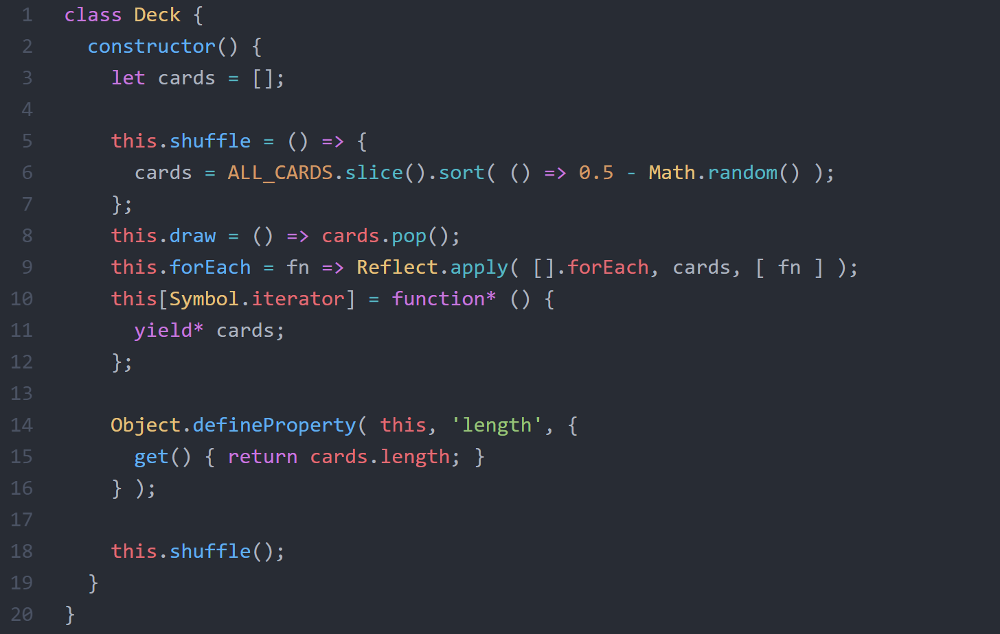 1 class Deck {
2 constructor() {
3 let cards = [];
4
5 this.shuffle = () => {
6 cards = ALL_CARDS.slice().sort( () => 0.5 - Math.random() );
7 };
8 this.draw = () => cards.pop();
9 this.forEach = fn => Reflect.apply( [].forEach, cards, [ fn ] );
10 this[Symbol.iterator] = function* () {
11 yield* cards;
12 };
13
14 Object.defineProperty( this, 'length', {
15 get() { return cards.length; }
16 } );
17
18 this.shuffle();
19 }
20 }